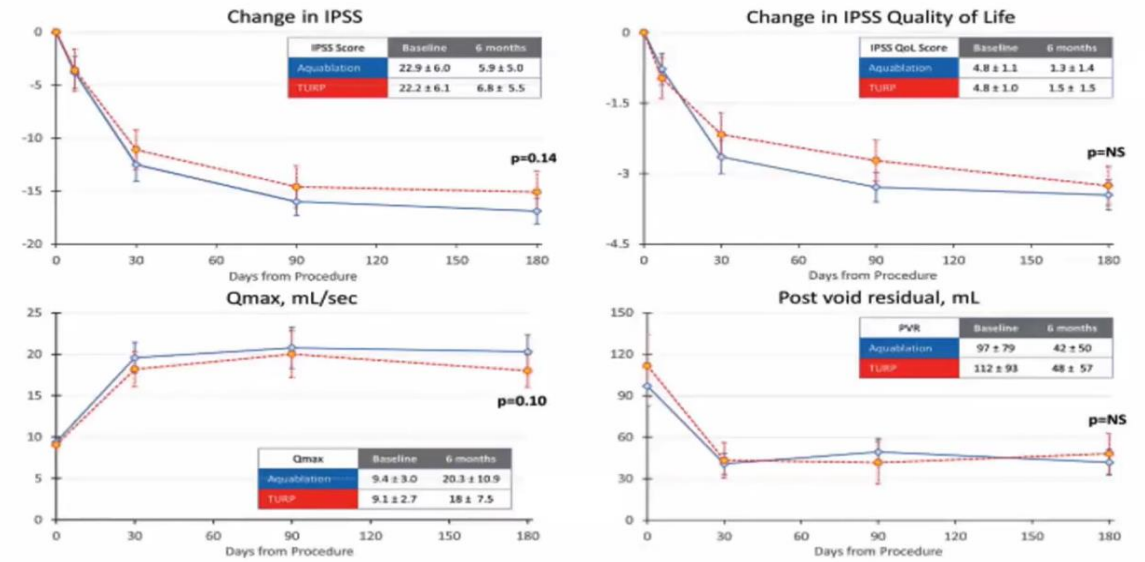 Change in IPSS
0
-5
-10
-15
-20
IPSS Score Baseline 6 months
Aquablation 22.9 ± 6.0 5.9 ± 5.0
TURP 22.2 ± 6.1 6.8 ± 5.5
p=0.14
0 30 60 90 120 150 180
Days from Procedure
Change in IPSS Quality of Life
0
-1.5
-3
-4.5
IPSS QoL Score Baseline 6 months
Aquablation 4.8 ± 1.1 1.3 ± 1.4
TURP 4.8 ± 1.0 1.5 ± 1.5
p=NS
0 30 60 90 120 150 180
Days from Procedure
Qmax, mL/sec
25
20
15
10
5
0
p=0.10
Qmax Baseline 6 months
Aquablation 9.4 ± 3.0 20.3 ± 10.9
TURP 9.1 ± 2.7 18 ± 7.5
0 30 60 90 120 150 180
Days from Procedure
Post void residual, mL
150
120
90
60
30
0
PVR Baseline 6 months
Aquablation 97 ± 79 42 ± 50
TURP 112 ± 93 48 ± 57
p=NS
0 30 60 90 120 150 180
Days from Procedure